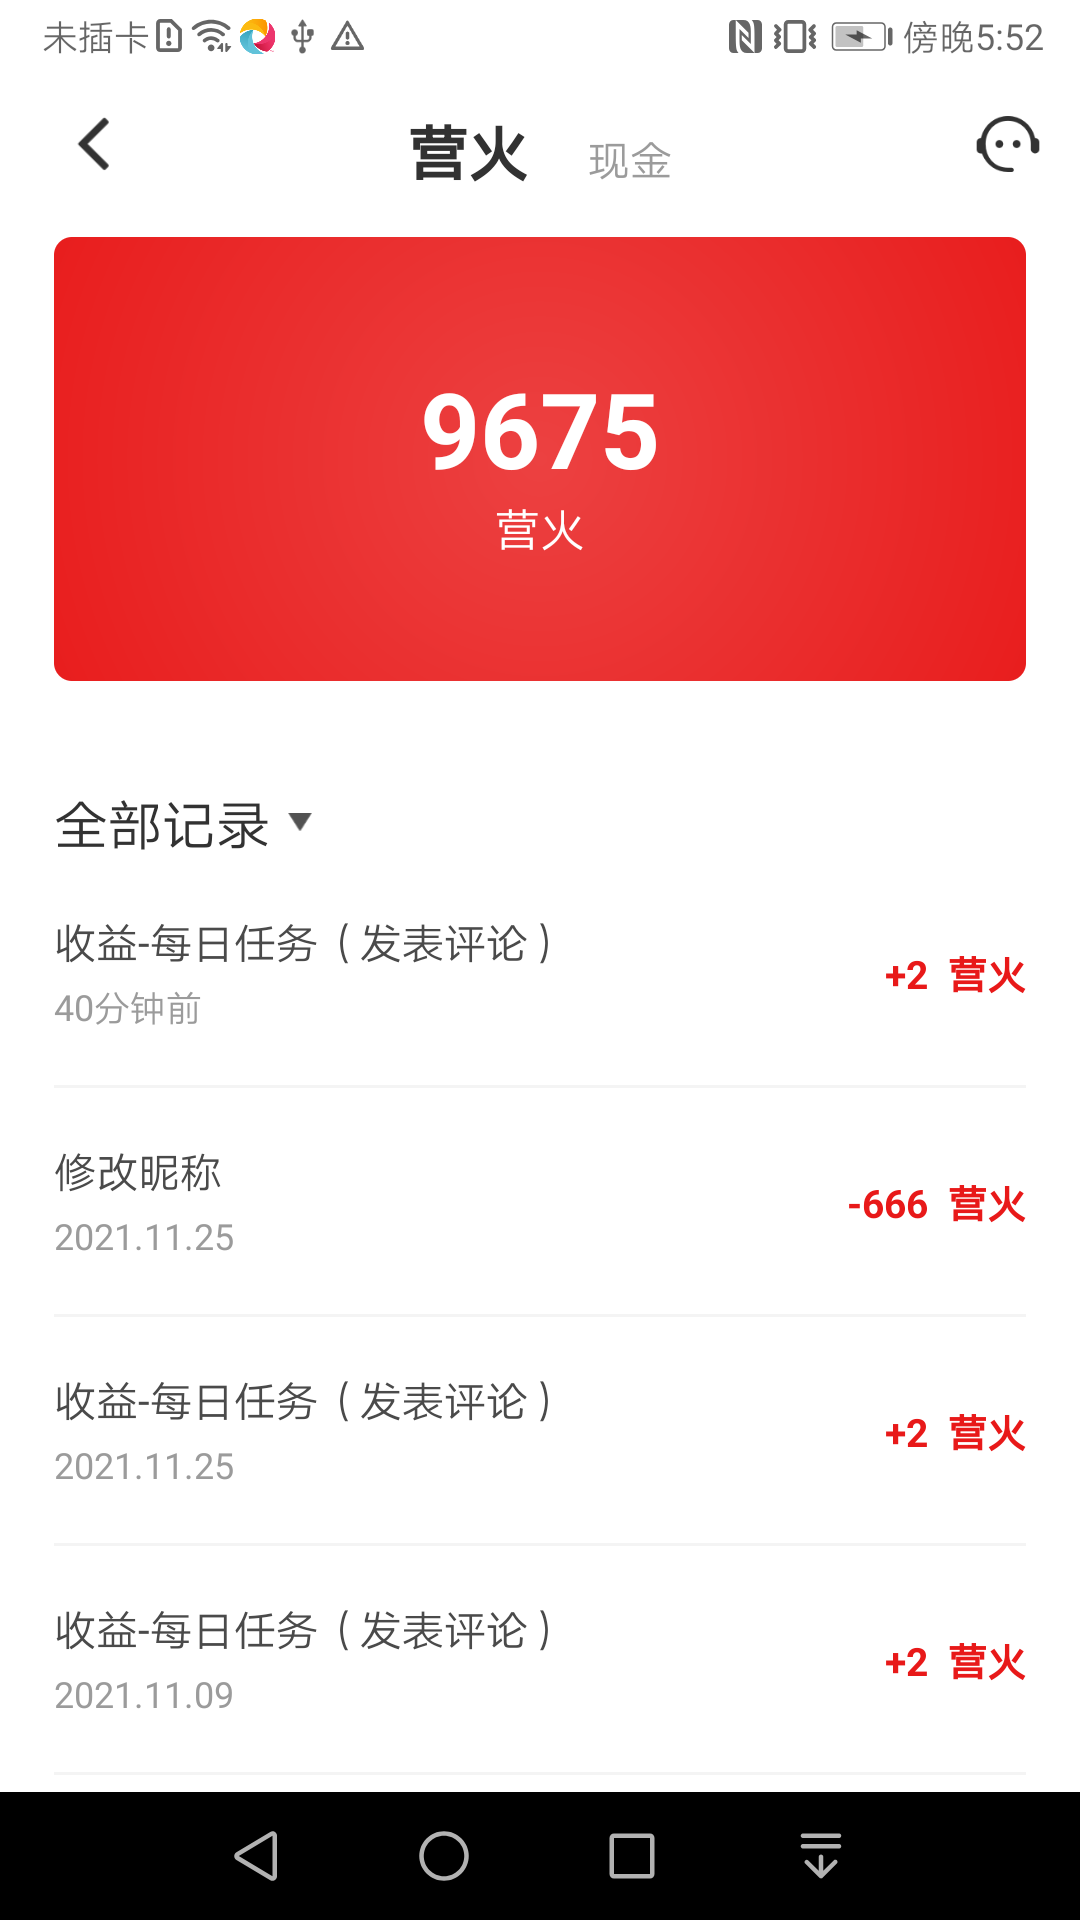 未插卡 傍晚5:52
营火 现金
9675
营火
全部记录
收益-每日任务（发表评论）
+2 营火
40分钟前
修改昵称
-666 营火
2021.11.25
收益-每日任务（发表评论）
+2 营火
2021.11.25
收益-每日任务（发表评论）
+2 营火
2021.11.09